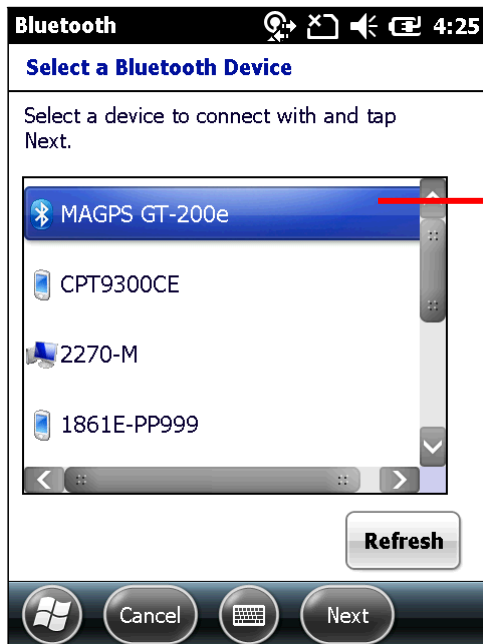 Bluetooth 4:25
Select a Bluetooth Device
Select a device to connect with and tap
Next.
MAGPS GT-200e
CPT9300CE
2270-M
1861E-PP999
Refresh
Cancel Next